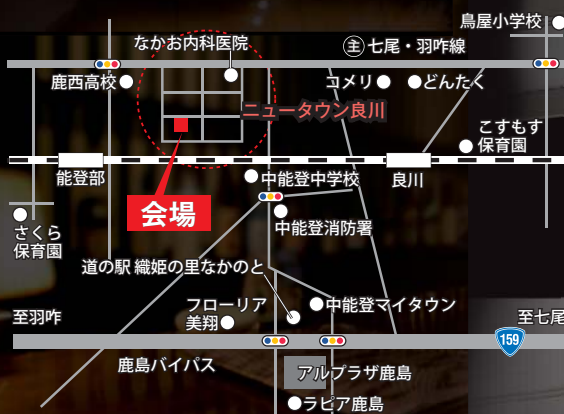 鳥屋小学校
なかお内科医院
主 七尾・羽咋線
鹿西高校
コメリ
どんたく
ニュータウン良川
こすもす
保育園
能登部
中能登中学校
良川
会場
さくら
保育園
中能登消防署
道の駅 織姫の里なかのと
フローリア
美翔
中能登マイタウン
至羽咋
至七尾
159
鹿島バイパス
アルプラザ鹿島
ラピア鹿島